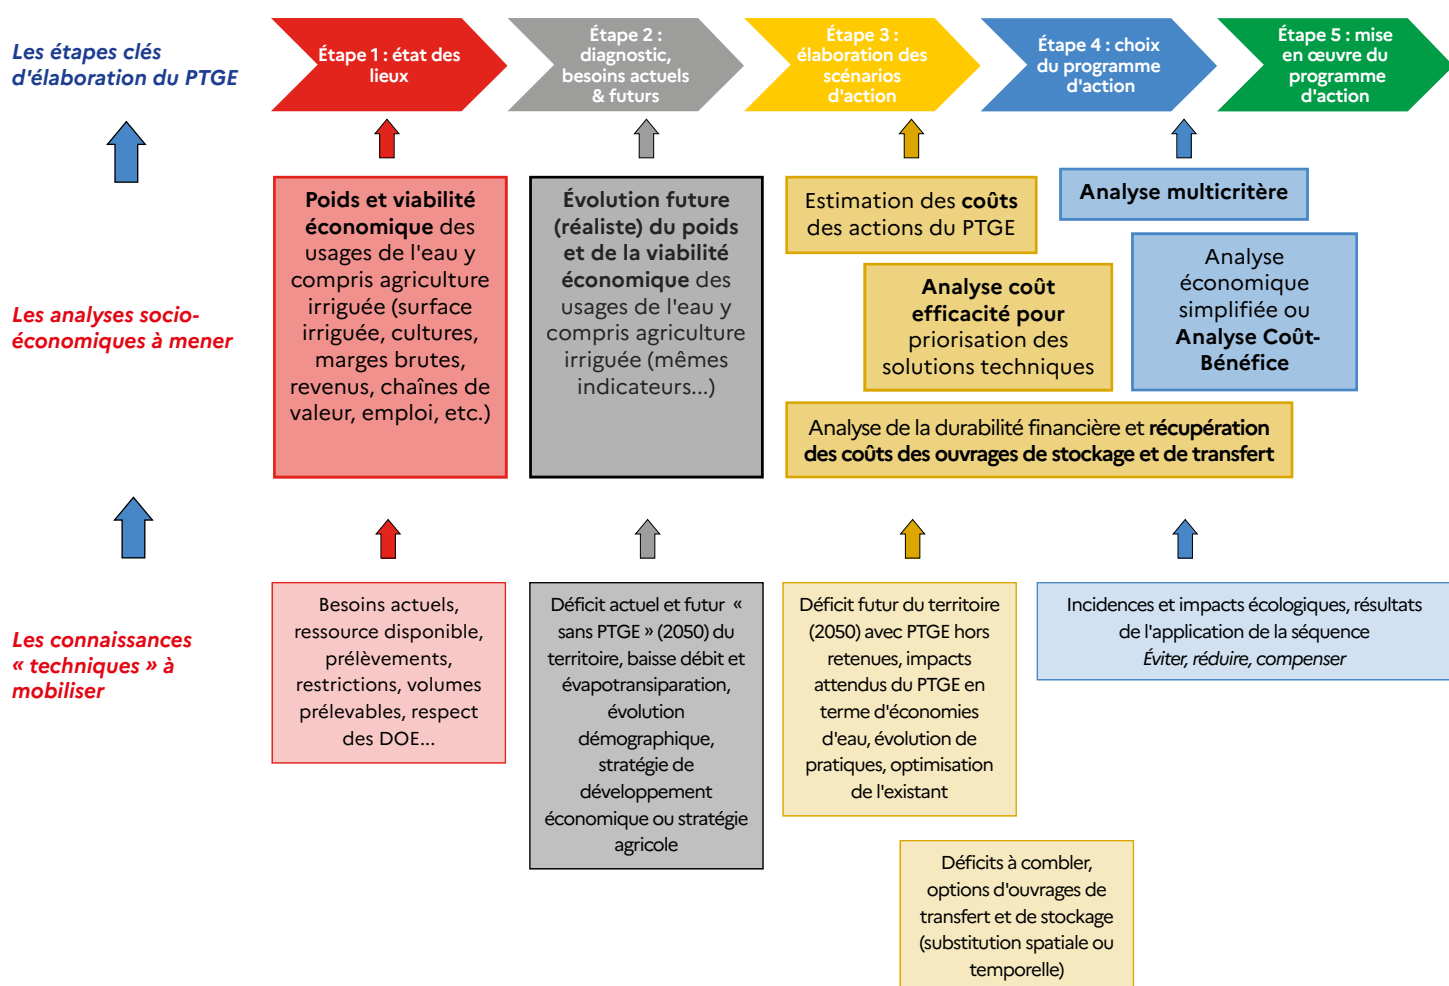 Les étapes clés
d'élaboration du PTGE
Étape 1 : état des
lieux
Étape 2 :
diagnostic,
besoins actuels
& futurs
Étape 3 :
élaboration des
scénarios
d'action
Étape 4 : choix
du programme
d'action
Étape 5 : mise
en œuvre du
programme
d'action
Les analyses socio-
économiques à mener
Poids et viabilité
économique des
usages de l'eau y
compris agriculture
irriguée (surface
irriguée, cultures,
marges brutes,
revenus, chaînes de
valeur, emploi, etc.)
Évolution future
(réaliste) du poids
et de la viabilité
économique des
usages de l'eau y
compris agriculture
irriguée (mêmes
indicateurs...)
Estimation des coûts
des actions du PTGE
Analyse coût
efficacité pour
priorisation des
solutions techniques
Analyse de la durabilité financière et récupération
des coûts des ouvrages de stockage et de transfert
Analyse multicritère
Analyse
économique
simplifiée ou
Analyse Coût-
Bénéfice
Les connaissances
« techniques » à
mobiliser
Besoins actuels,
ressource disponible,
prélèvements,
restrictions, volumes
prélevables, respect
des DOE...
Déficit actuel et futur «
sans PTGE » (2050) du
territoire, baisse débit et
évapotransiparation,
évolution
démographique,
stratégie de
développement
économique ou stratégie
agricole
Déficit futur du territoire
(2050) avec PTGE hors
retenues, impacts
attendus du PTGE en
terme d'économies
d'eau, évolution de
pratiques, optimisation
de l'existant
Déficits à combler,
options d'ouvrages de
transfert et de stockage
(substitution spatiale ou
temporelle)
Incidences et impacts écologiques, résultats
de l'application de la séquence
Éviter, réduire, compenser